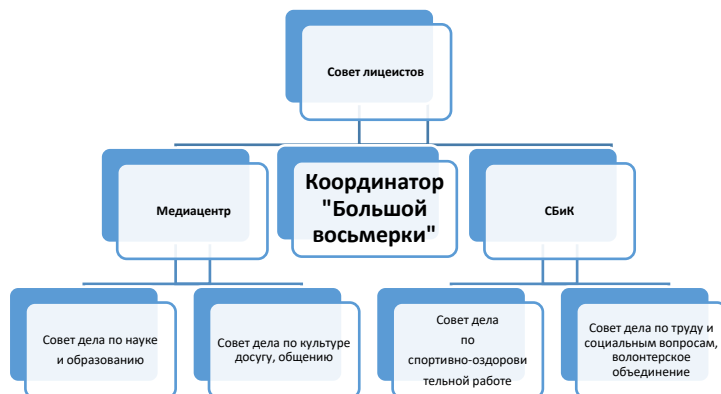 Совет лицеистов
Медиацентр
Координатор
"Большой
восьмерки"
СБиК
Совет дела по науке
и образованию
Совет дела по культуре
досугу, общению
Совет дела
по
спортивно-оздорови
тельной работе
Совет дела по труду и
социальным вопросам,
волонтерское
объединение